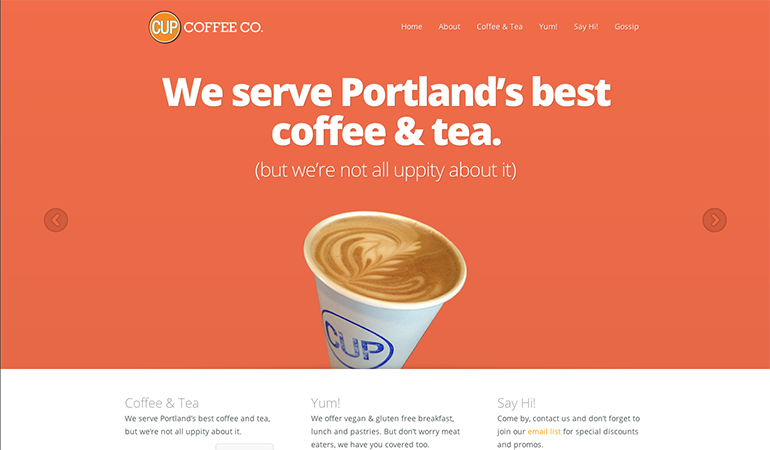 CUP COFFEE CO.
Home About Coffee & Tea Yum! Say Hi! Gossip
We serve Portland’s best
coffee & tea.
(but we’re not all uppity about it)
CUP
Coffee & Tea
We serve Portland’s best coffee and tea,
but we’re not all uppity about it.
Yum!
We offer vegan & gluten free breakfast,
lunch and pastries. But don’t worry meat
eaters, we have you covered too.
Say Hi!
Come by, contact us and don’t forget to
join our email list for special discounts
and promos.